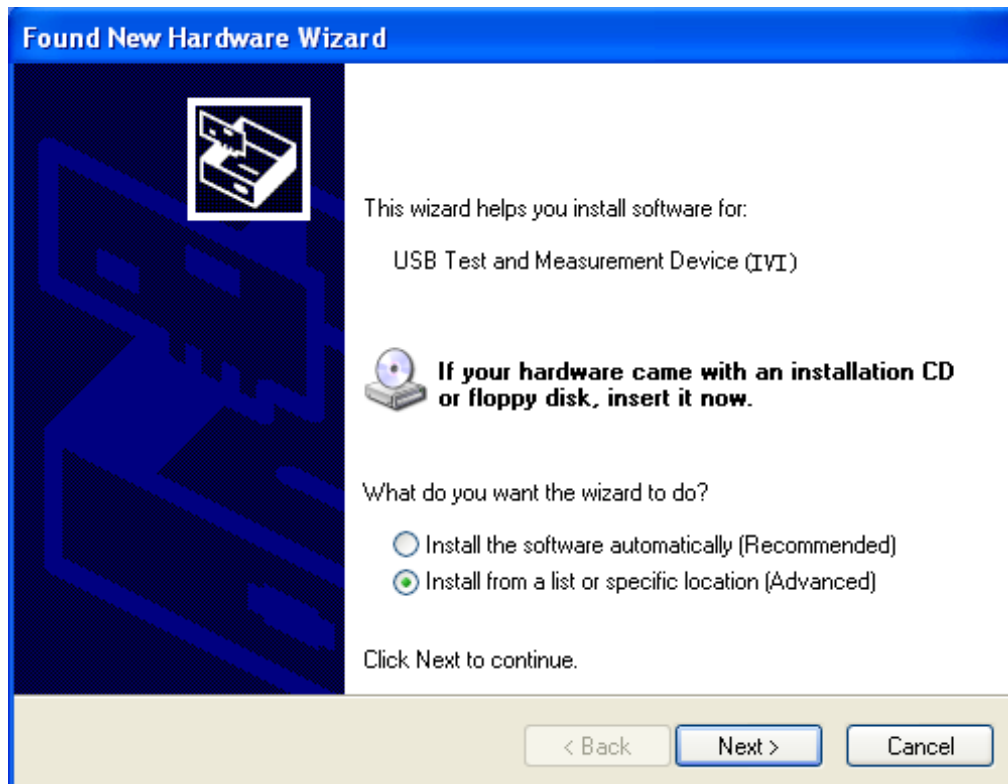 Found New Hardware Wizard
This wizard helps you install software for:
USB Test and Measurement Device (IVI)
If your hardware came with an installation CD
or floppy disk, insert it now.
What do you want the wizard to do?
Install the software automatically (Recommended)
Install from a list or specific location (Advanced)
Click Next to continue.
< Back Next > Cancel